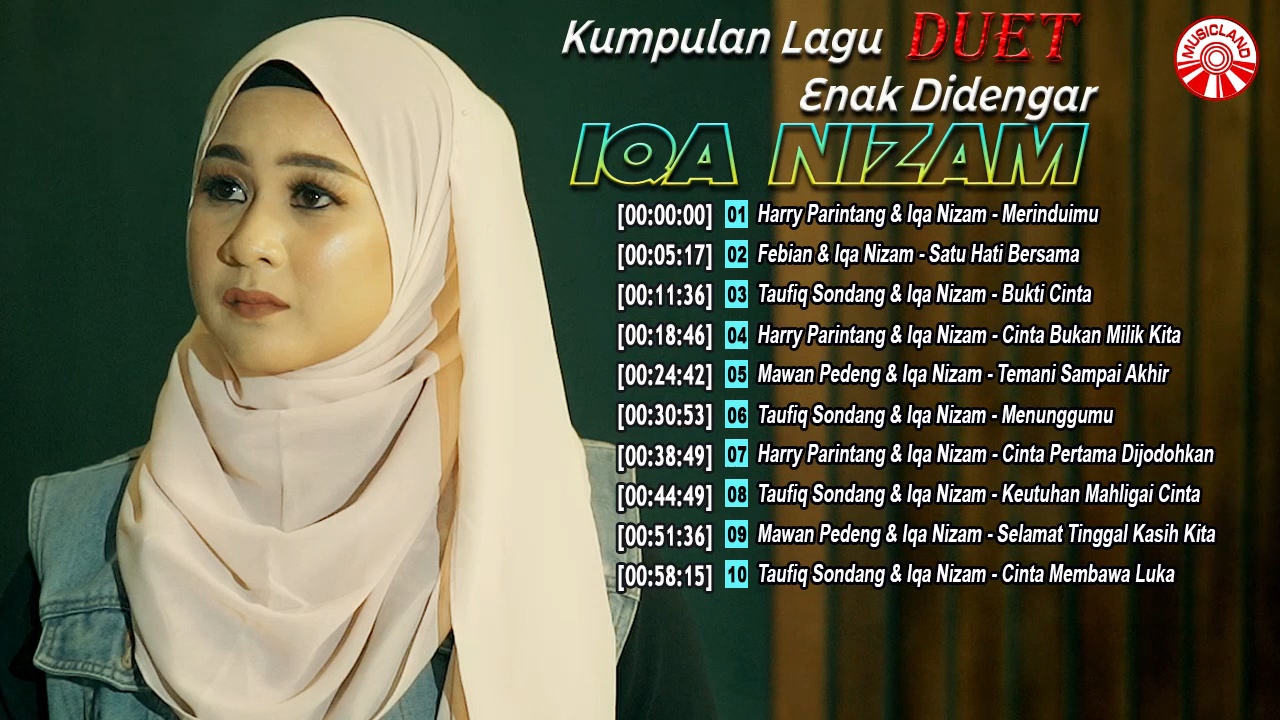 Kumpulan Lagu DUET
Enak Didengar
IQA NIZAM
MUSICLAND
[00:00:00] 01 Harry Parintang & Iqa Nizam - Merinduimu
[00:05:17] 02 Febian & Iqa Nizam - Satu Hati Bersama
[00:11:36] 03 Taufiq Sondang & Iqa Nizam - Bukti Cinta
[00:18:46] 04 Harry Parintang & Iqa Nizam - Cinta Bukan Milik Kita
[00:24:42] 05 Mawan Pedeng & Iqa Nizam - Temani Sampai Akhir
[00:30:53] 06 Taufiq Sondang & Iqa Nizam - Menunggumu
[00:38:49] 07 Harry Parintang & Iqa Nizam - Cinta Pertama Dijodohkan
[00:44:49] 08 Taufiq Sondang & Iqa Nizam - Keutuhan Mahligai Cinta
[00:51:36] 09 Mawan Pedeng & Iqa Nizam - Selamat Tinggal Kasih Kita
[00:58:15] 10 Taufiq Sondang & Iqa Nizam - Cinta Membawa Luka